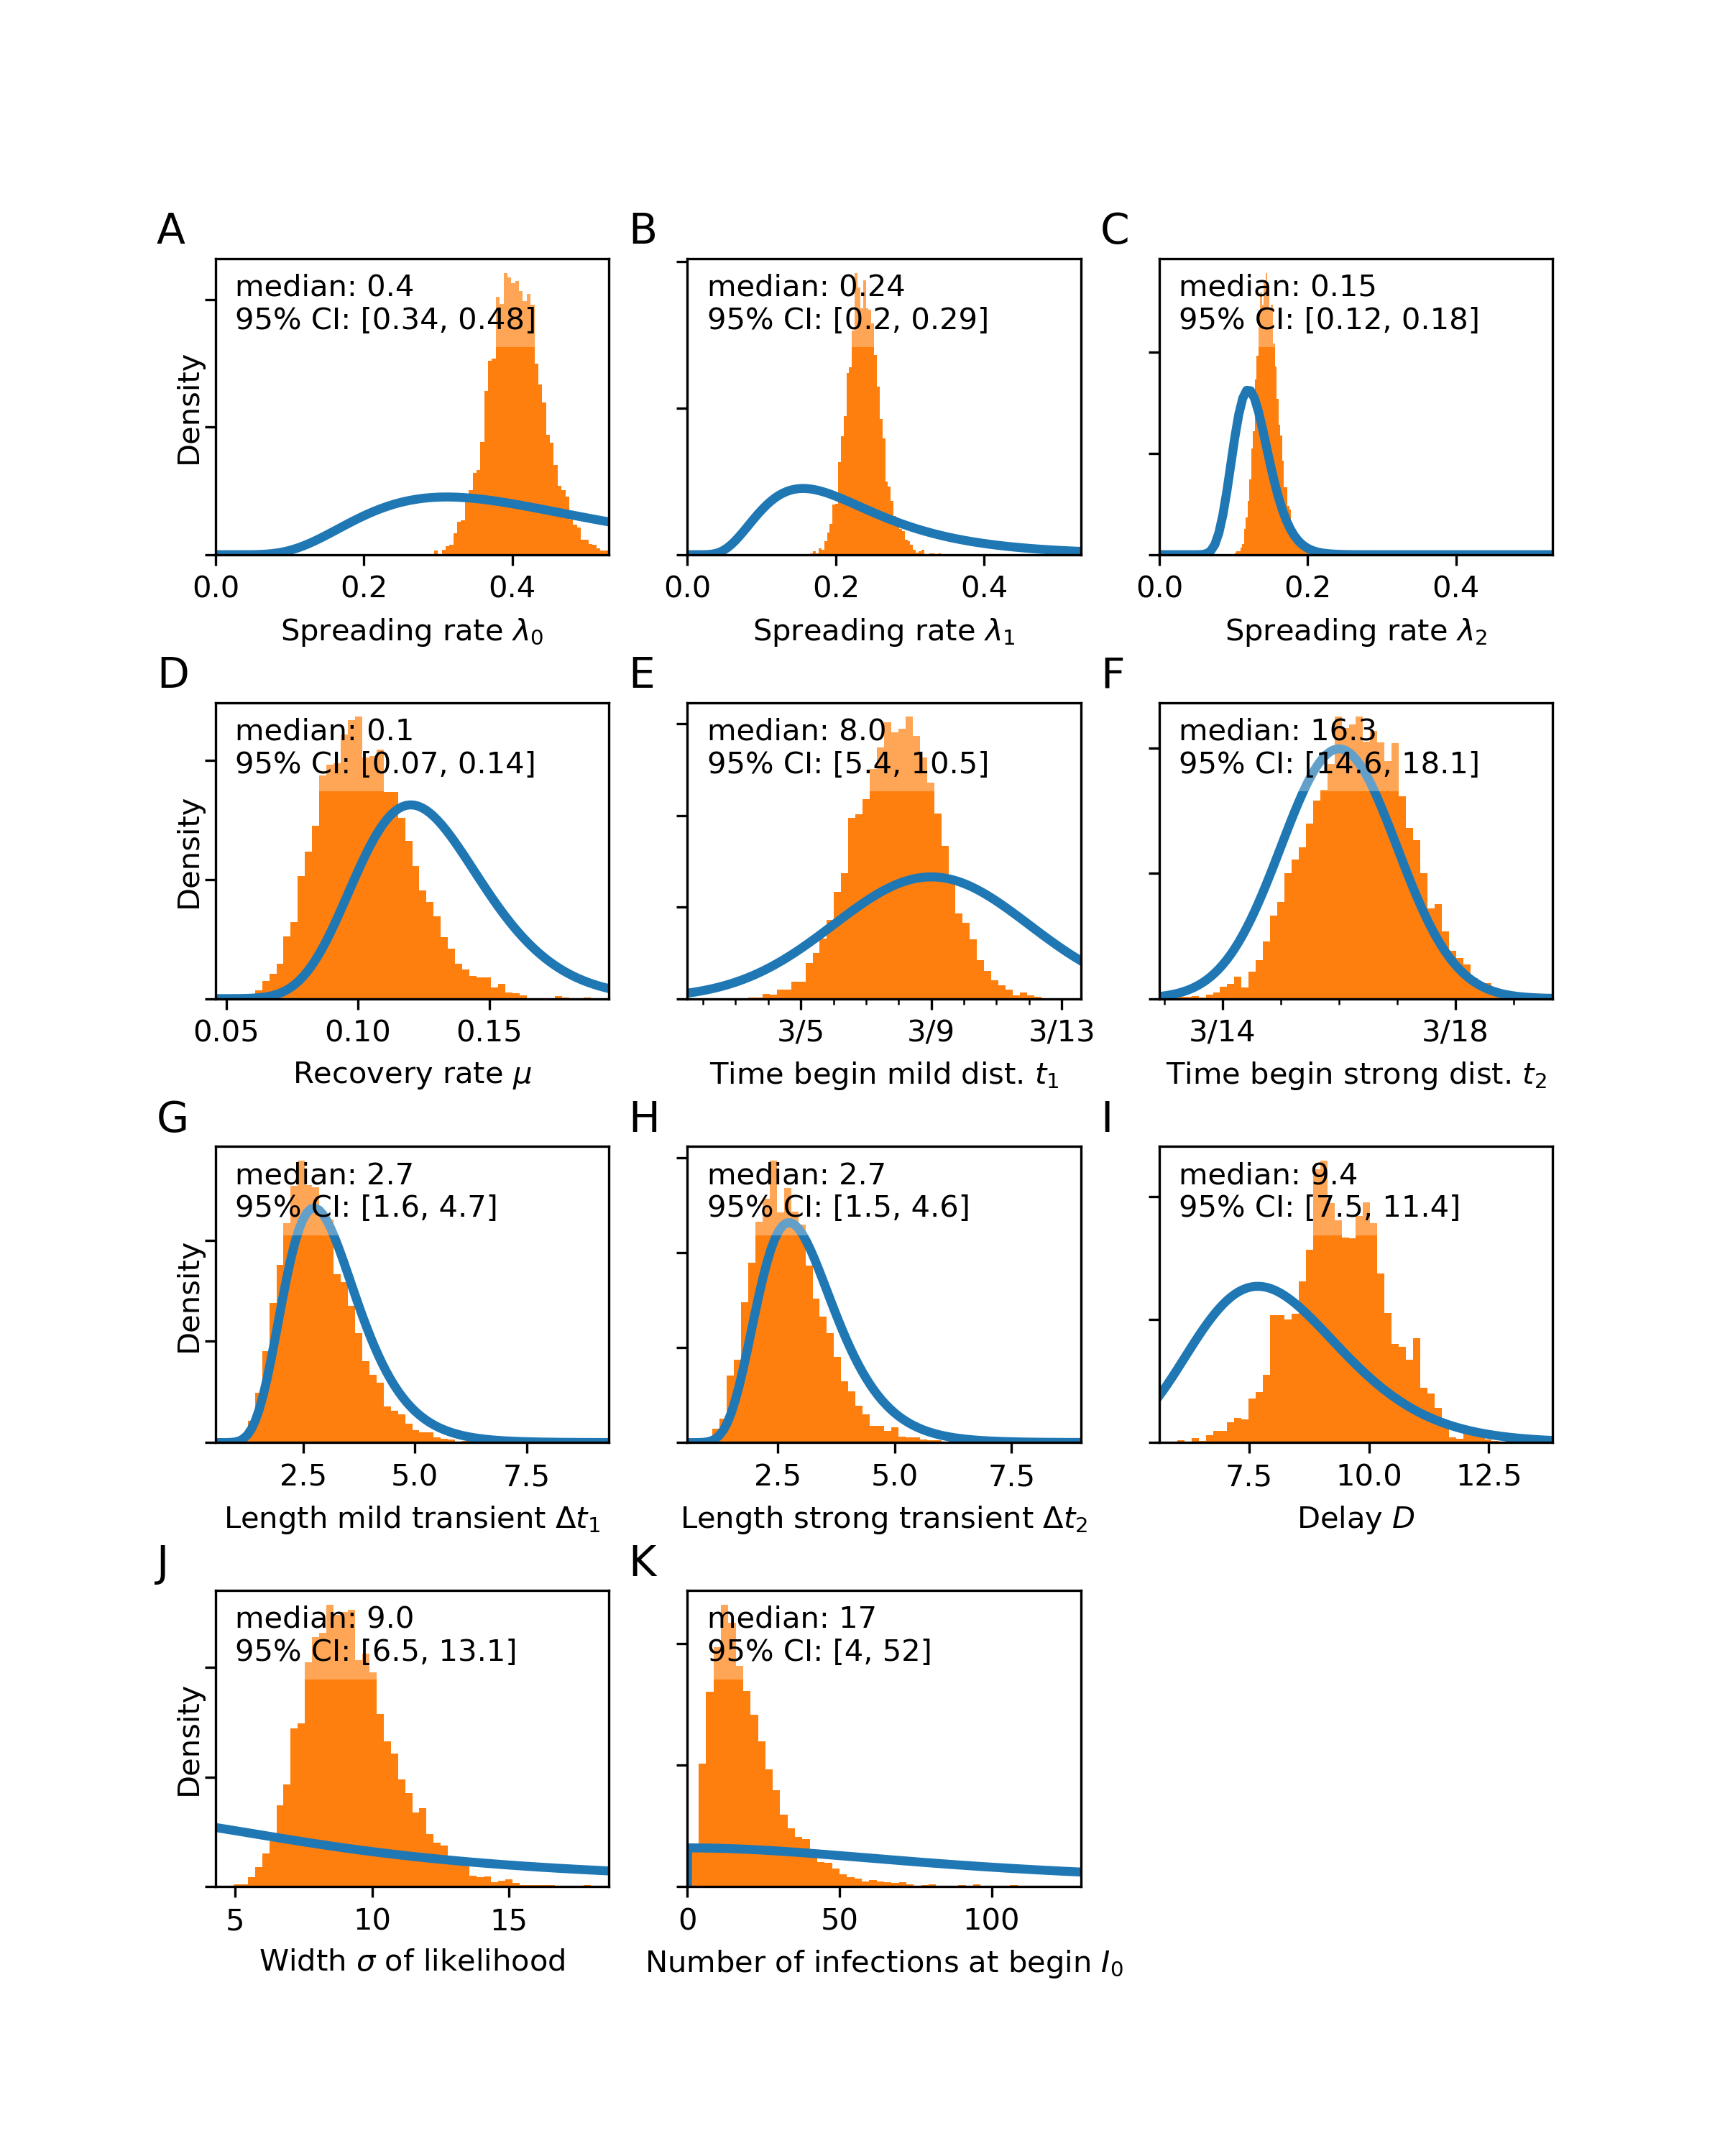 A
B
C
median: 0.4
95% CI: [0.34, 0.48]
median: 0.24
95% CI: [0.2, 0.29]
median: 0.15
95% CI: [0.12, 0.18]
Density
0.0 0.2 0.4
0.0 0.2 0.4
0.0 0.2 0.4
Spreading rate λ₀
Spreading rate λ₁
Spreading rate λ₂
D
E
F
median: 0.1
95% CI: [0.07, 0.14]
median: 8.0
95% CI: [5.4, 10.5]
median: 16.3
95% CI: [14.6, 18.1]
Density
0.05 0.10 0.15
3/5 3/9 3/13
3/14 3/18
Recovery rate μ
Time begin mild dist. t₁
Time begin strong dist. t₂
G
H
I
median: 2.7
95% CI: [1.6, 4.7]
median: 2.7
95% CI: [1.5, 4.6]
median: 9.4
95% CI: [7.5, 11.4]
Density
2.5 5.0 7.5
2.5 5.0 7.5
7.5 10.0 12.5
Length mild transient Δt₁
Length strong transient Δt₂
Delay D
J
K
median: 9.0
95% CI: [6.5, 13.1]
median: 17
95% CI: [4, 52]
Density
5 10 15
0 50 100
Width σ of likelihood
Number of infections at begin I₀